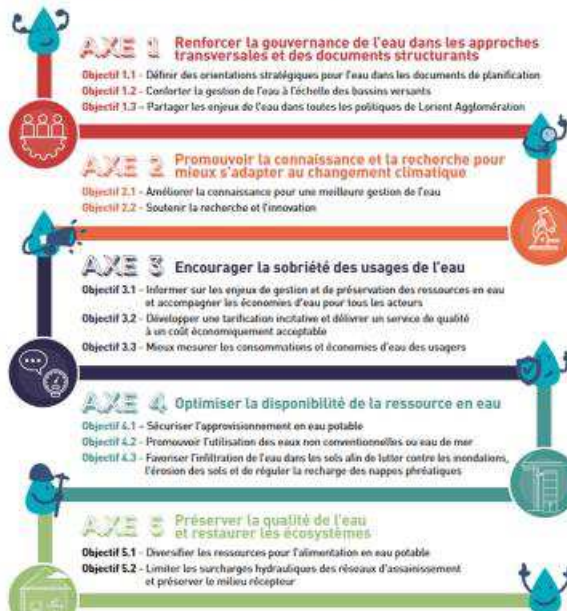 AXE 1 Renforcer la gouvernance de l'eau dans les approches
transversales et des documents structurants
Objectif 1.1 - Définir des orientations stratégiques pour l'eau dans les documents de planification
Objectif 1.2 - Conforter la gestion de l'eau à l'échelle des bassins versants
Objectif 1.3 - Partager les enjeux de l'eau dans toutes les politiques de Lorient Agglomération
AXE 2 Promouvoir la connaissance et la recherche pour
mieux s'adapter au changement climatique
Objectif 2.1 - Améliorer la connaissance pour une meilleure gestion de l'eau
Objectif 2.2 - Soutenir la recherche et l'innovation
AXE 3 Encourager la sobriété des usages de l'eau
Objectif 3.1 - Informer sur les enjeux de gestion et de préservation des ressources en eau
et accompagner les économies d'eau pour tous les acteurs
Objectif 3.2 - Développer une tarification incitative et délivrer un service de qualité
à un coût économiquement acceptable
Objectif 3.3 - Mieux mesurer les consommations et économies d'eau des usagers
AXE 4 Optimiser la disponibilité de la ressource en eau
Objectif 4.1 - Sécuriser l'approvisionnement en eau potable
Objectif 4.2 - Promouvoir l'utilisation des eaux non conventionnelles ou eau de mer
Objectif 4.3 - Favoriser l'infiltration de l'eau dans les sols afin de lutter contre les inondations,
l'érosion des sols et de réguler la recharge des nappes phréatiques
AXE 5 Préserver la qualité de l'eau
et restaurer les écosystèmes
Objectif 5.1 - Diversifier les ressources pour l'alimentation en eau potable
Objectif 5.2 - Limiter les surcharges hydrauliques des réseaux d'assainissement
et préserver le milieu récepteur